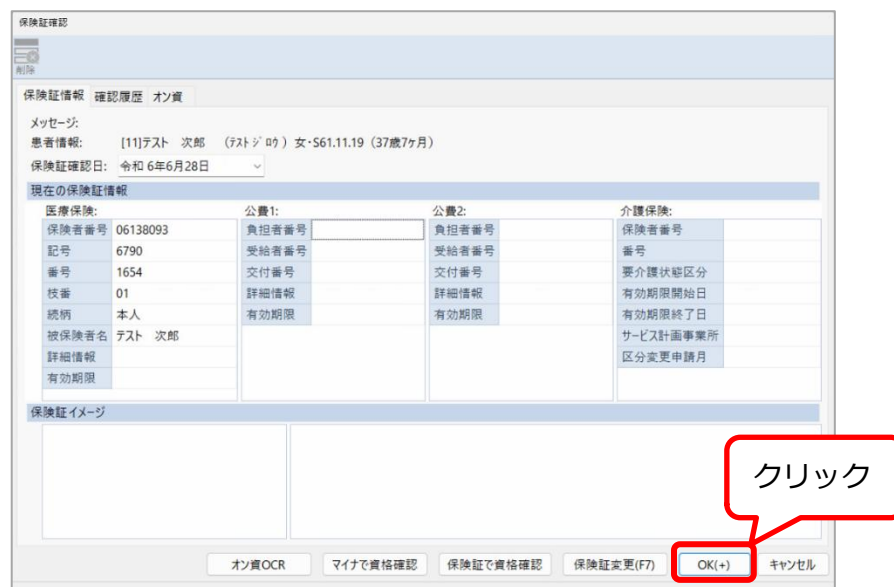 保険証確認
削除
保険証情報 確認履歴 オン資
メッセージ:
患者情報: [11]テスト 次郎 (テストジロウ) 女・S61.11.19 (37歳7ヶ月)
保険証確認日: 令和 6年6月28日
現在の保険証情報
医療保険: 公費1: 公費2: 介護保険:
保険者番号 06138093 負担者番号 負担者番号 保険者番号
記号 6790 受給者番号 受給者番号 番号
番号 1654 交付番号 交付番号 要介護状態区分
枝番 01 詳細情報 詳細情報 有効期限開始日
続柄 本人 有効期限 有効期限 有効期限終了日
被保険者名 テスト 次郎 サービス計画事業所
詳細情報 区分変更申請月
有効期限
保険証イメージ
クリック
オン資OCR マイナで資格確認 保険証で資格確認 保険証変更(F7) OK(+) キャンセル